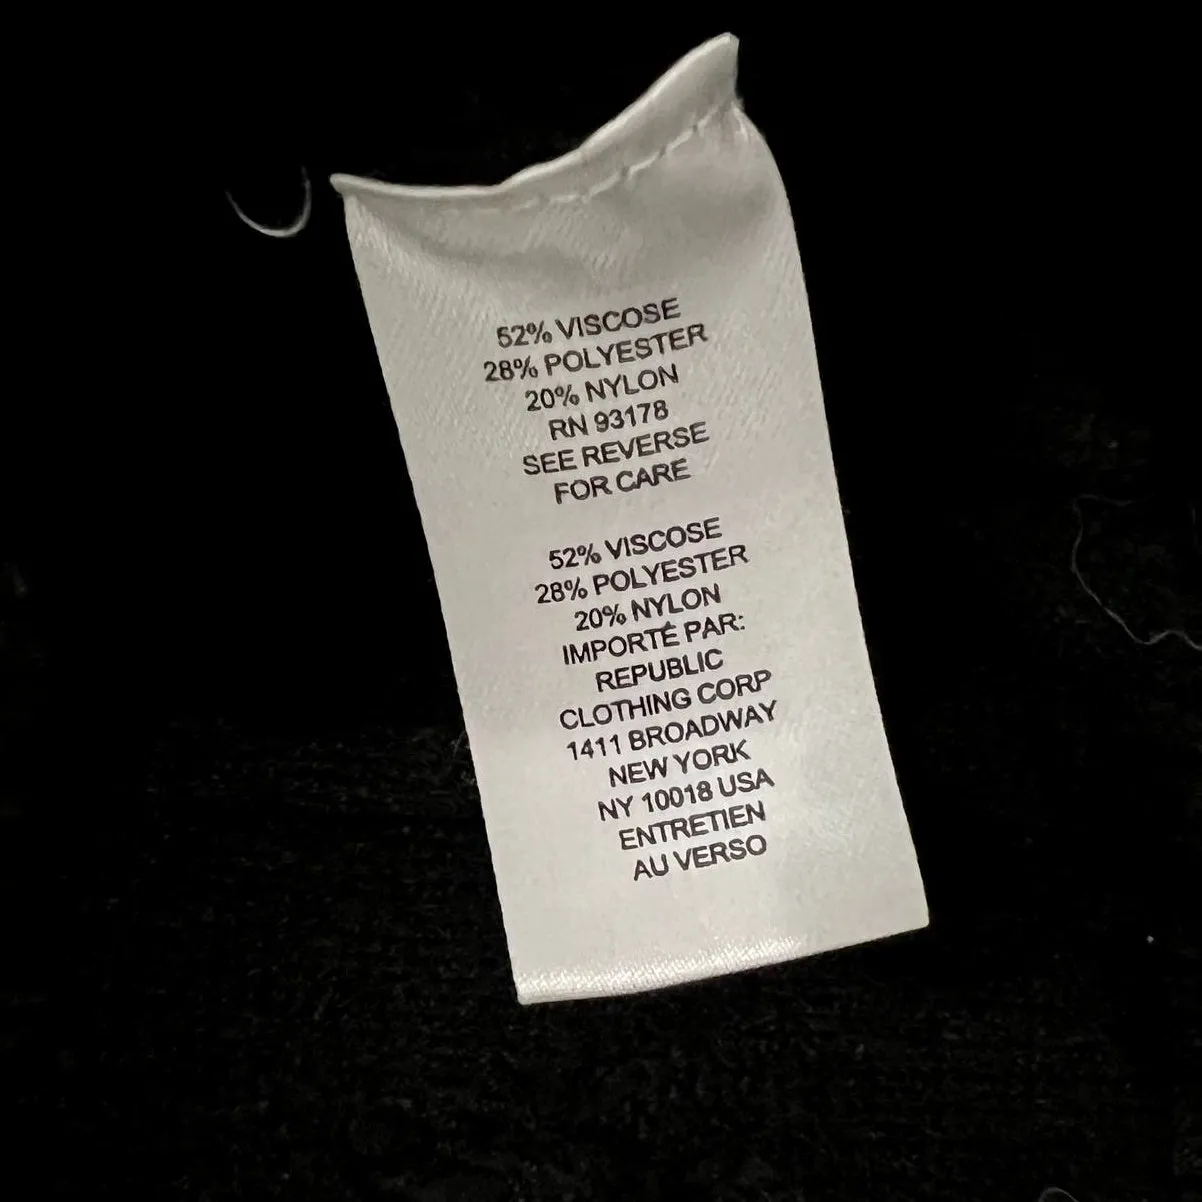 52% VISCOSE
28% POLYESTER
20% NYLON
RN 93178
SEE REVERSE
FOR CARE
52% VISCOSE
28% POLYESTER
20% NYLON
IMPORTÉ PAR:
REPUBLIC
CLOTHING CORP
1411 BROADWAY
NEW YORK
NY 10018 USA
ENTRETIEN
AU VERSO